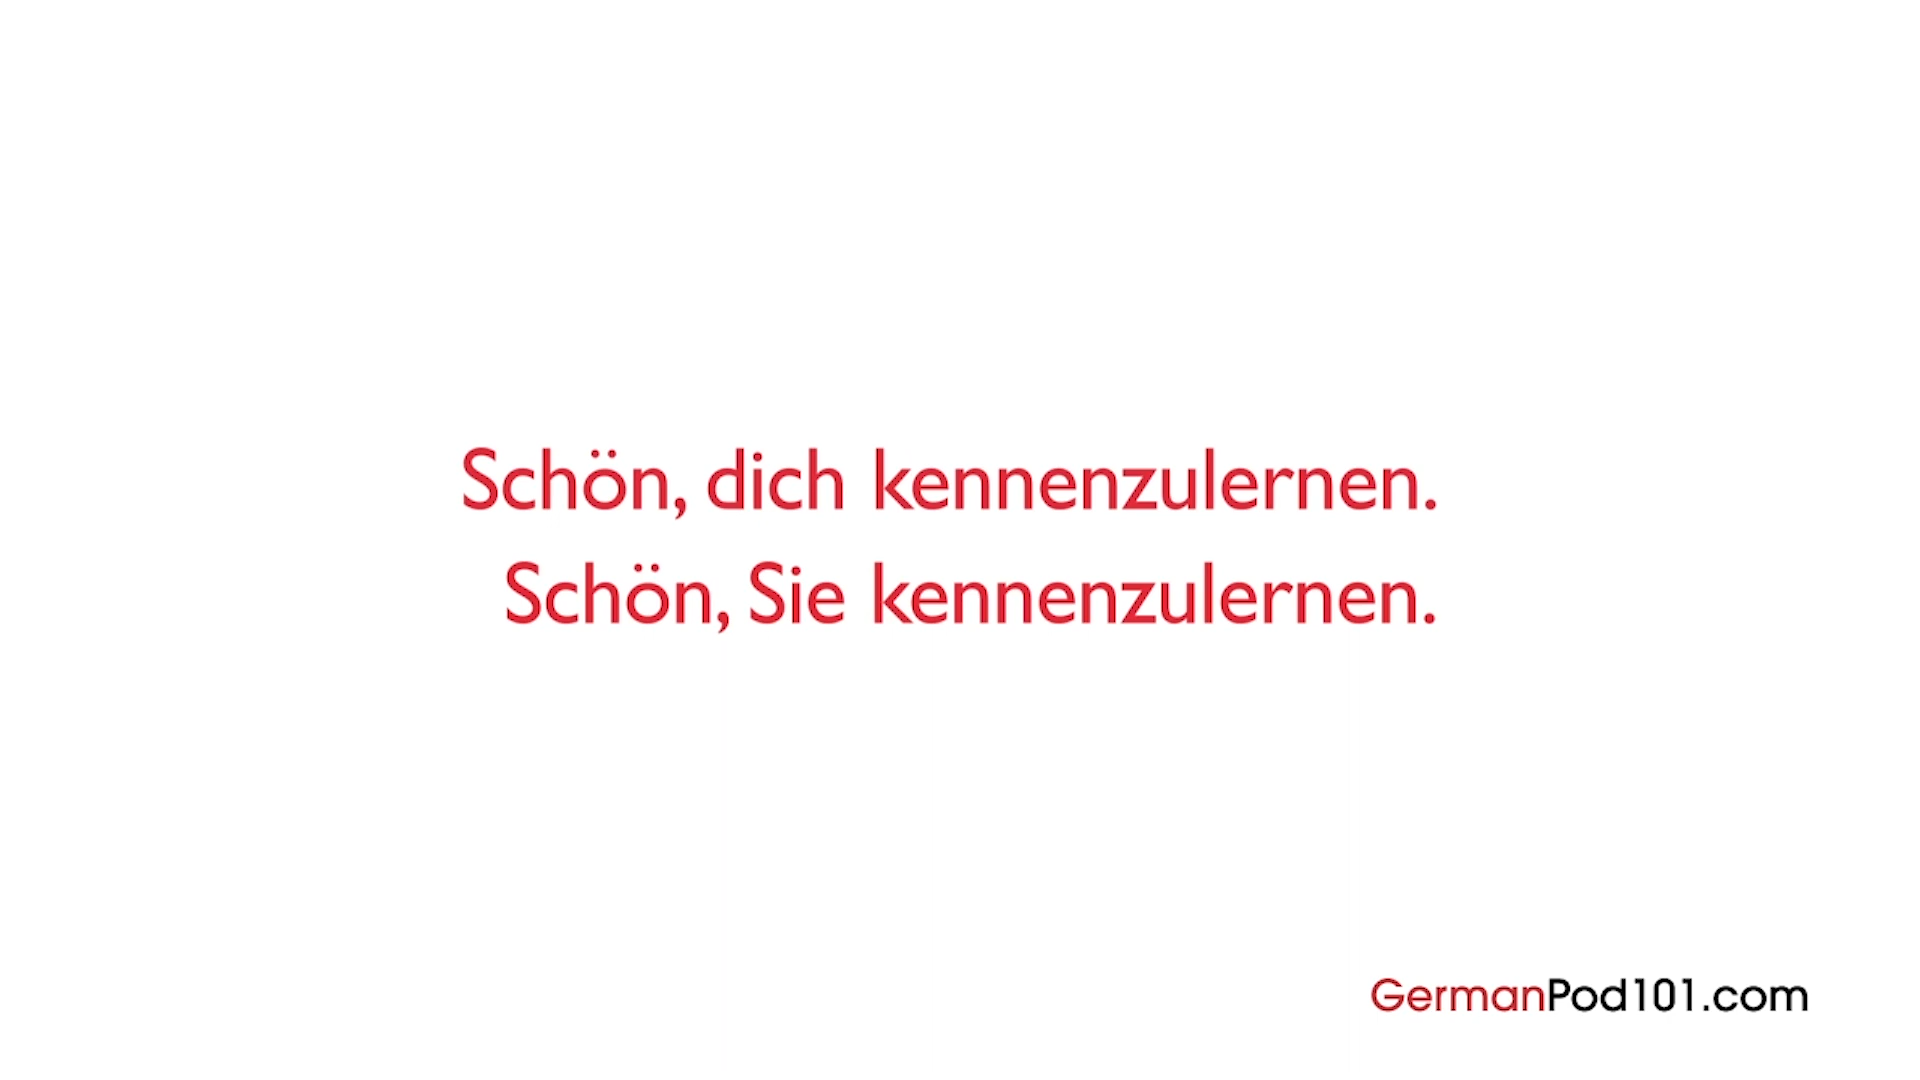 Schön, dich kennenzulernen.
Schön, Sie kennenzulernen.
GermanPod101.com